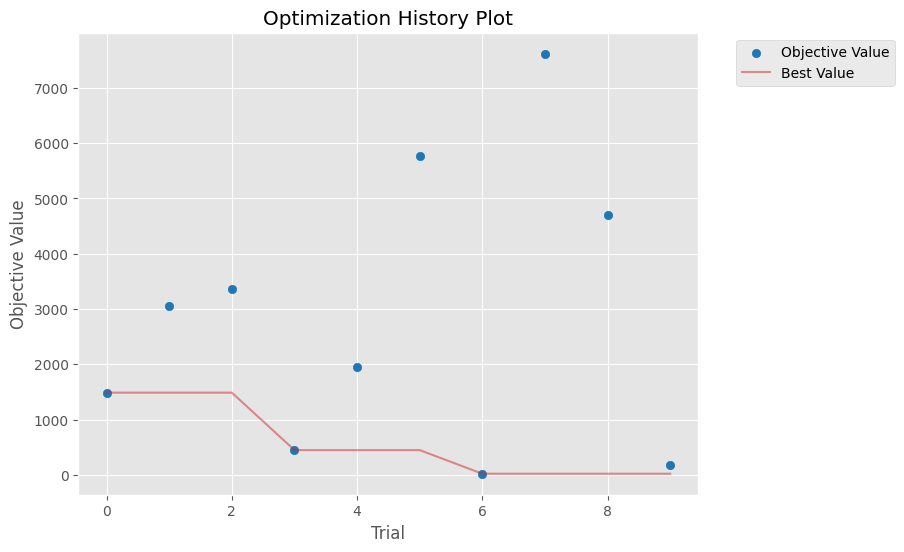 Optimization History Plot
Objective Value
Best Value
7000
6000
5000
4000
3000
2000
1000
0
Objective Value
0 2 4 6 8
Trial